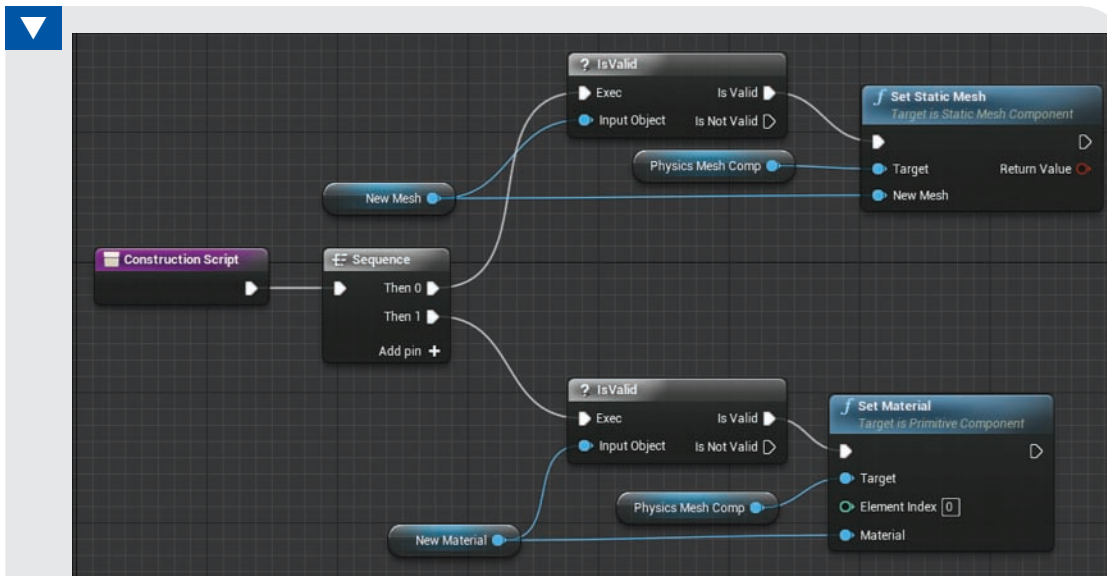 ? IsValid
Exec Is Valid
Input Object Is Not Valid
f Set Static Mesh
Target is Static Mesh Component
Target Return Value
New Mesh
Physics Mesh Comp
New Mesh
Construction Script
Sequence
Then 0
Then 1
Add pin +
? IsValid
Exec Is Valid
Input Object Is Not Valid
f Set Material
Target is Primitive Component
Target
Element Index 0
Material
Physics Mesh Comp
New Material